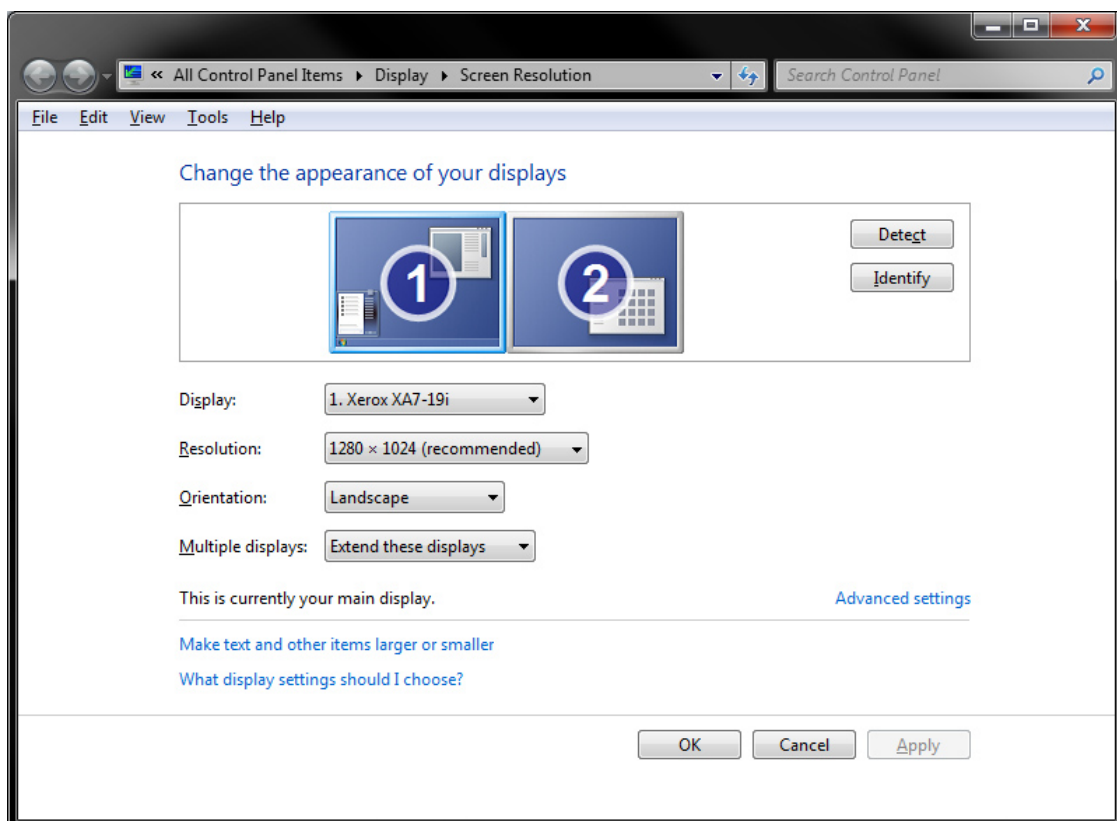 « All Control Panel Items ▸ Display ▸ Screen Resolution Search Control Panel
File Edit View Tools Help
Change the appearance of your displays
1 2
Detect
Identify
Display: 1. Xerox XA7-19i
Resolution: 1280 × 1024 (recommended)
Orientation: Landscape
Multiple displays: Extend these displays
This is currently your main display. Advanced settings
Make text and other items larger or smaller
What display settings should I choose?
OK Cancel Apply